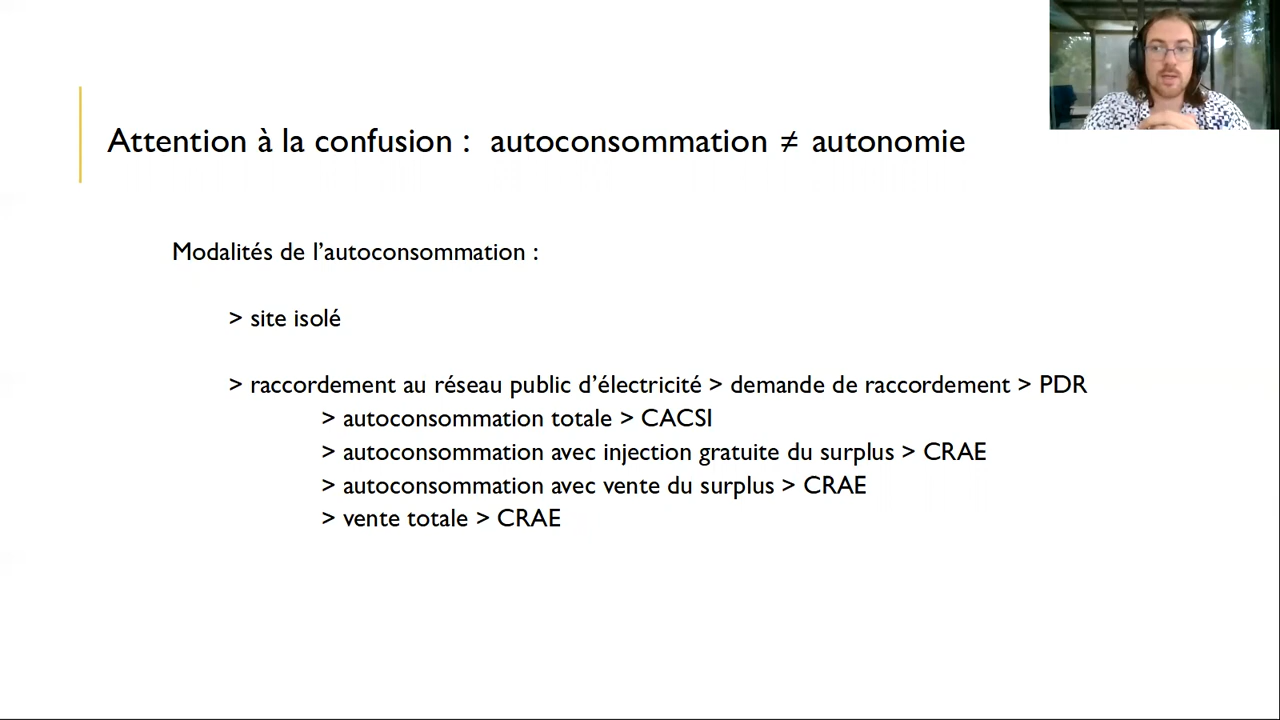 Attention à la confusion : autoconsommation ≠ autonomie
Modalités de l’autoconsommation :
> site isolé
> raccordement au réseau public d’électricité > demande de raccordement > PDR
> autoconsommation totale > CACSI
> autoconsommation avec injection gratuite du surplus > CRAE
> autoconsommation avec vente du surplus > CRAE
> vente totale > CRAE